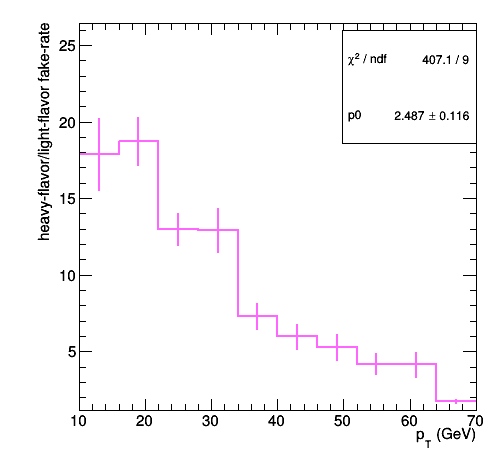 heavy-flavor/light-flavor fake-rate
25
20
15
10
5
χ² / ndf 407.1 / 9
p0 2.487 ± 0.116
10 20 30 40 50 60 70
p_T (GeV)